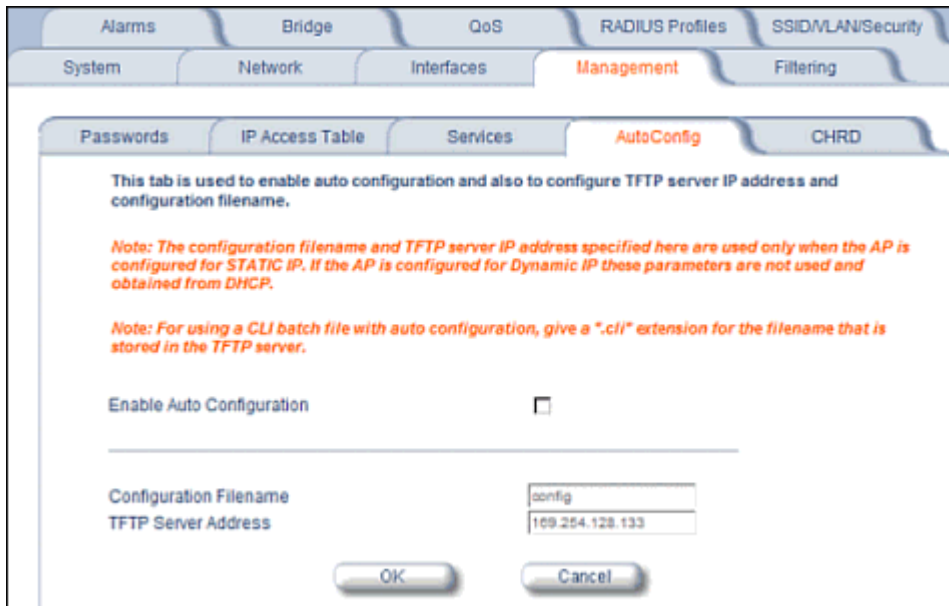 Alarms Bridge QoS RADIUS Profiles SSID/VLAN/Security
System Network Interfaces Management Filtering
Passwords IP Access Table Services AutoConfig CHRD
This tab is used to enable auto configuration and also to configure TFTP server IP address and
configuration filename.
Note: The configuration filename and TFTP server IP address specified here are used only when the AP is
configured for STATIC IP. If the AP is configured for Dynamic IP these parameters are not used and
obtained from DHCP.
Note: For using a CLI batch file with auto configuration, give a ".cli" extension for the filename that is
stored in the TFTP server.
Enable Auto Configuration
Configuration Filename config
TFTP Server Address 169.254.128.133
OK Cancel